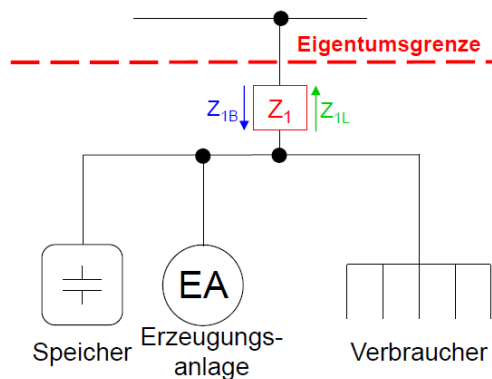 Eigentumsgrenze
Z1B Z1 Z1L
EA
Speicher
Erzeugungs-
anlage
Verbraucher